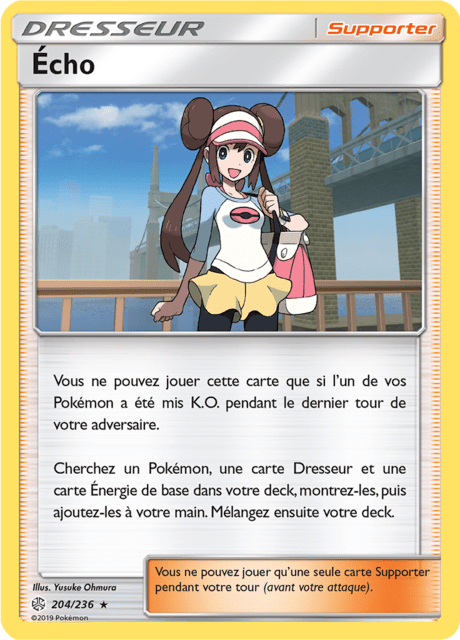 DRESSEUR
Supporter
Écho
Vous ne pouvez jouer cette carte que si l'un de vos
Pokémon a été mis K.O. pendant le dernier tour de
votre adversaire.
Cherchez un Pokémon, une carte Dresseur et une
carte Énergie de base dans votre deck, montrez-les, puis
ajoutez-les à votre main. Mélangez ensuite votre deck.
Illus. Yusuke Ohmura
204/236 ★
©2019 Pokémon
Vous ne pouvez jouer qu'une seule carte Supporter
pendant votre tour (avant votre attaque).